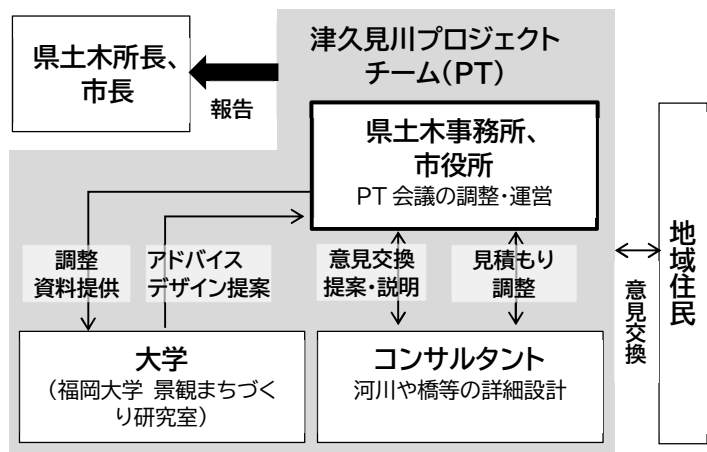 県土木所長、
市長
報告
津久見川プロジェクト
チーム(PT)
県土木事務所、
市役所
PT 会議の調整・運営
調整
資料提供
アドバイス
デザイン提案
意見交換
提案・説明
見積もり
調整
大学
（福岡大学 景観まちづく
り研究室）
コンサルタント
河川や橋等の詳細設計
意見交換
地域住民